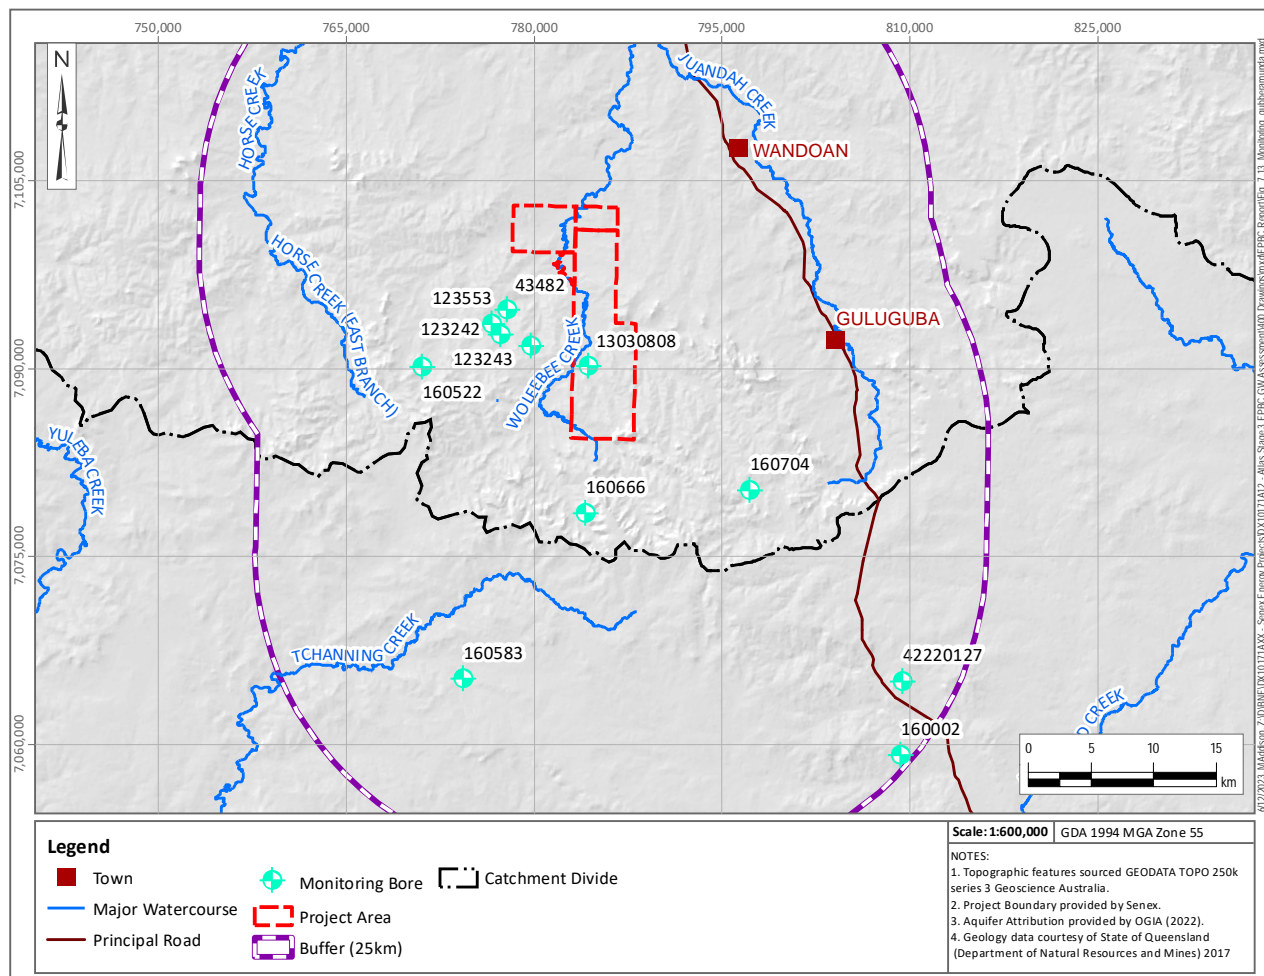 750,000
765,000
780,000
795,000
810,000
825,000
N
7,105,000
7,090,000
7,075,000
7,060,000
HORSE CREEK
HORSE CREEK (EAST BRANCH)
JUANDAH CREEK
WANDOAN
GULUGUBA
WOLEEBEE CREEK
YULEBA CREEK
TCHANNING CREEK
D CREEK
43482
123553
123242
123243
13030808
160522
160704
160666
160583
42220127
160002
0
5
10
15
km
Legend
Town
Major Watercourse
Principal Road
Monitoring Bore
Project Area
Buffer (25km)
Catchment Divide
Scale: 1:600,000
GDA 1994 MGA Zone 55
NOTES:
1. Topographic features sourced GEODATA TOPO 250k
series 3 Geoscience Australia.
2. Project Boundary provided by Senex.
3. Aquifer Attribution provided by OGIA (2022).
4. Geology data courtesy of State of Queensland
(Department of Natural Resources and Mines) 2017